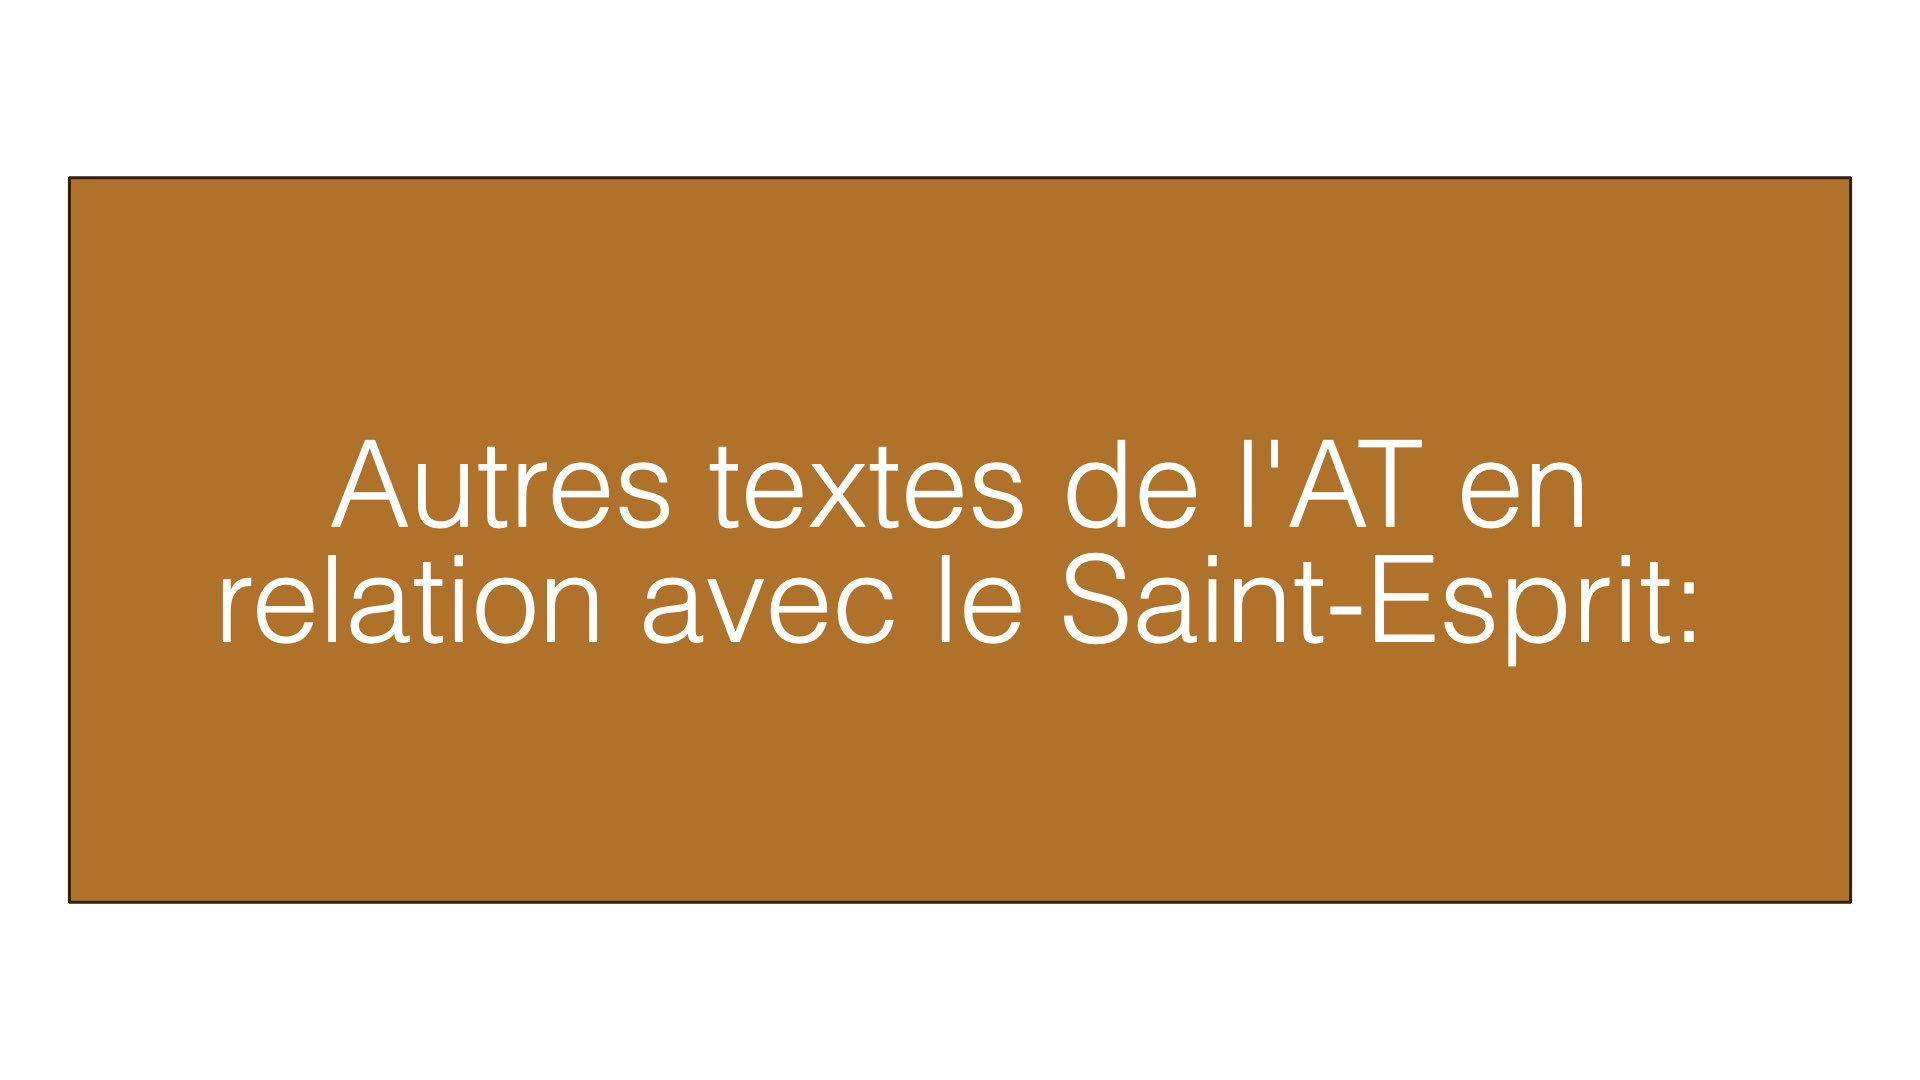 Autres textes de l'AT en
relation avec le Saint-Esprit: